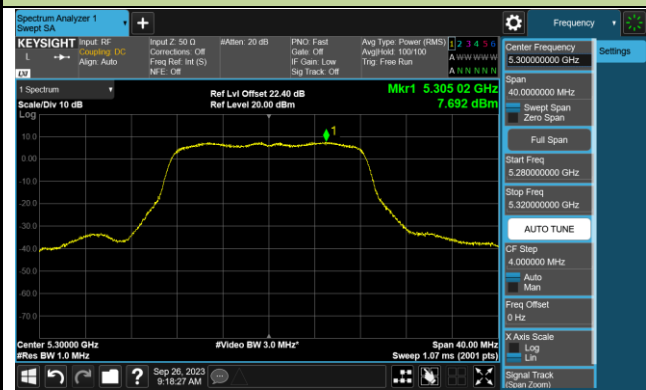 Spectrum Analyzer 1
Swept SA
Frequency
KEYSIGHT
L
LXI
Input: RF
Coupling: DC
Align: Auto
Input Z: 50 Ω
Corrections: Off
Freq Ref: Int (S)
NFE: Off
#Atten: 20 dB
PNO: Fast
Gate: Off
IF Gain: Low
Sig Track: Off
Avg Type: Power (RMS)
Avg|Hold: 100/100
Trig: Free Run
1 2 3 4 5 6
A W W W W W
A N N N N N
1 Spectrum
Scale/Div 10 dB
Log
Ref Lvl Offset 22.40 dB
Ref Level 20.00 dBm
Mkr1 5.305 02 GHz
7.692 dBm
1
10.0
0.00
-10.0
-20.0
-30.0
-40.0
-50.0
-60.0
-70.0
Center 5.30000 GHz
#Res BW 1.0 MHz
#Video BW 3.0 MHz*
Span 40.00 MHz
Sweep 1.07 ms (2001 pts)
Sep 26, 2023
9:18:27 AM
Center Frequency
5.300000000 GHz
Settings
Span
40.0000000 MHz
Swept Span
Zero Span
Full Span
Start Freq
5.280000000 GHz
Stop Freq
5.320000000 GHz
AUTO TUNE
CF Step
4.000000 MHz
Auto
Man
Freq Offset
0 Hz
X Axis Scale
Log
Lin
Signal Track
(Span Zoom)